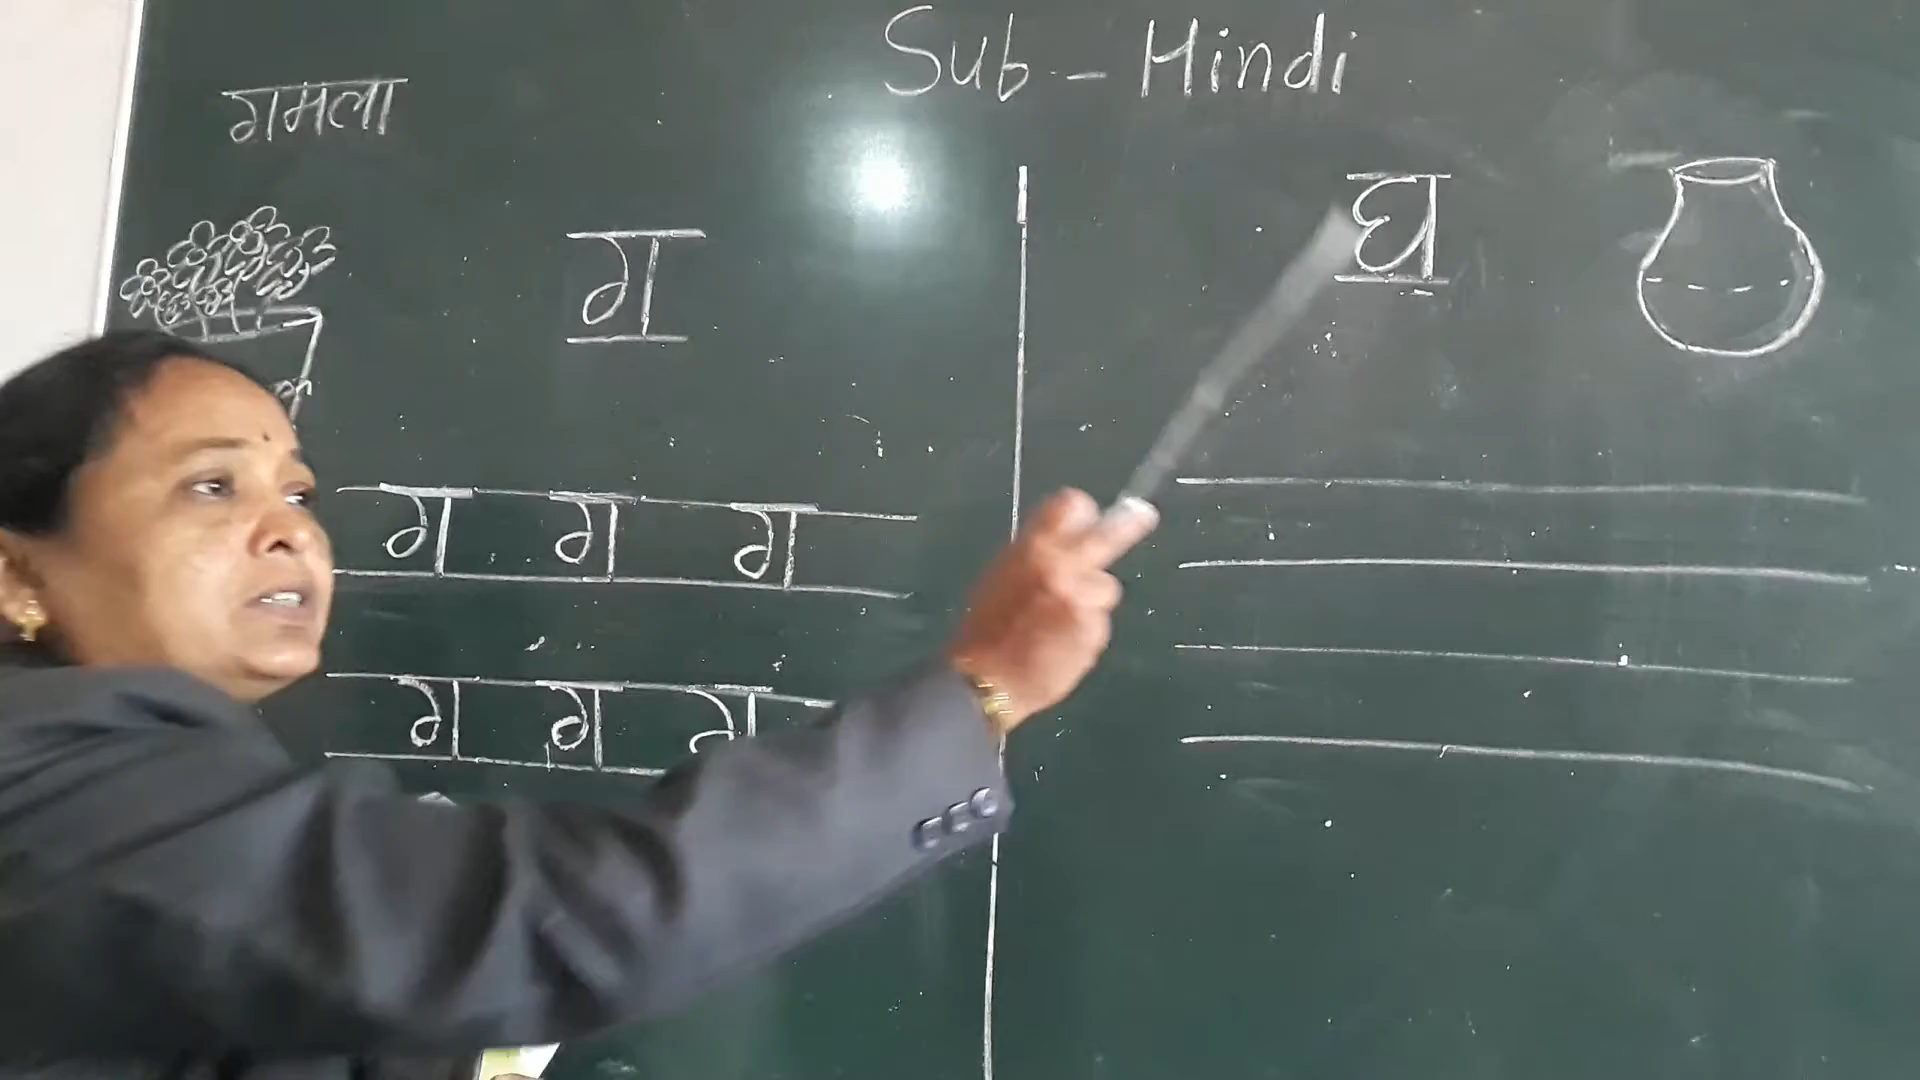 Sub - Hindi
गमला
ग
घ
ग ग ग
ग ग ग